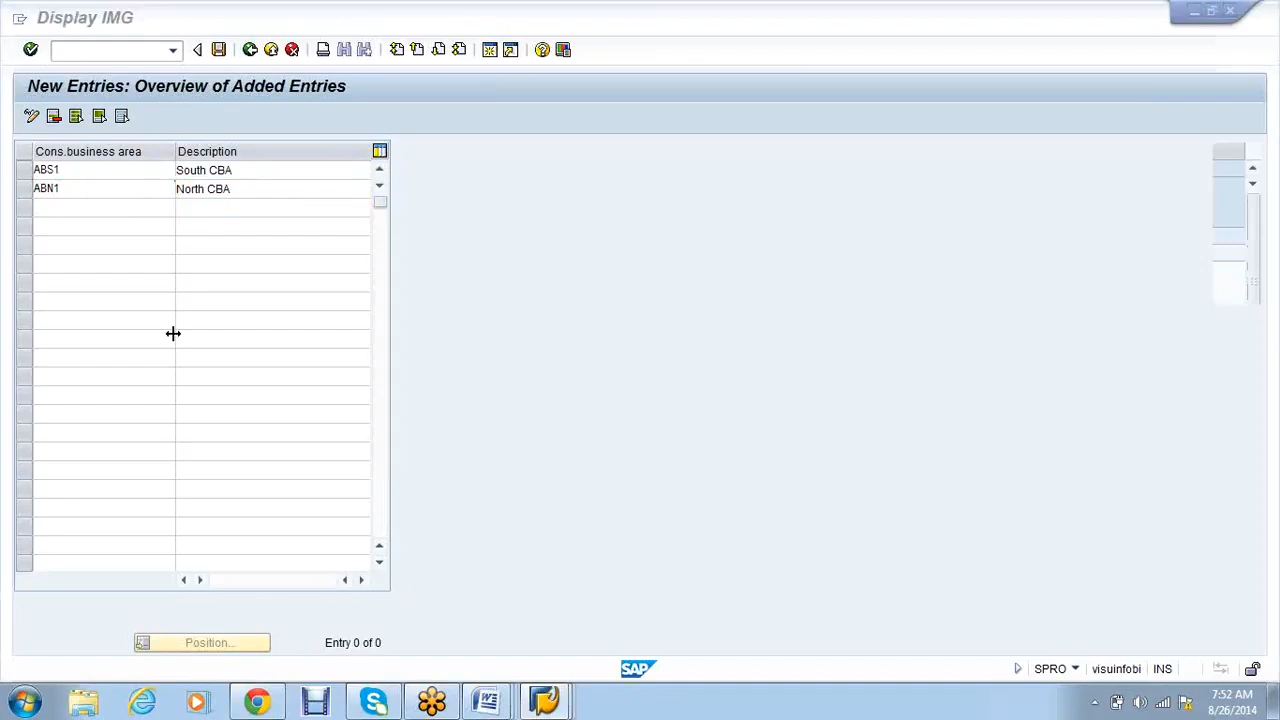 Display IMG
New Entries: Overview of Added Entries
Cons.business area Description
ABS1 South CBA
ABN1 North CBA
Position... Entry 0 of 0
SAP SPRO visuinfobi INS
7:52 AM
8/26/2014